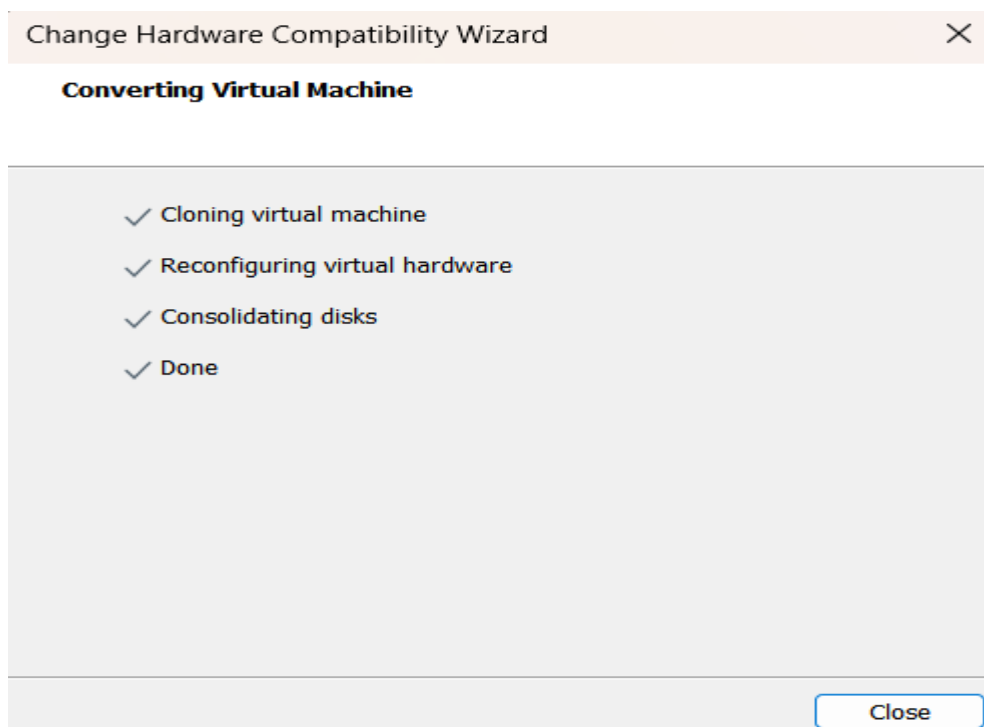 Change Hardware Compatibility Wizard
Converting Virtual Machine
Cloning virtual machine
Reconfiguring virtual hardware
Consolidating disks
Done
Close